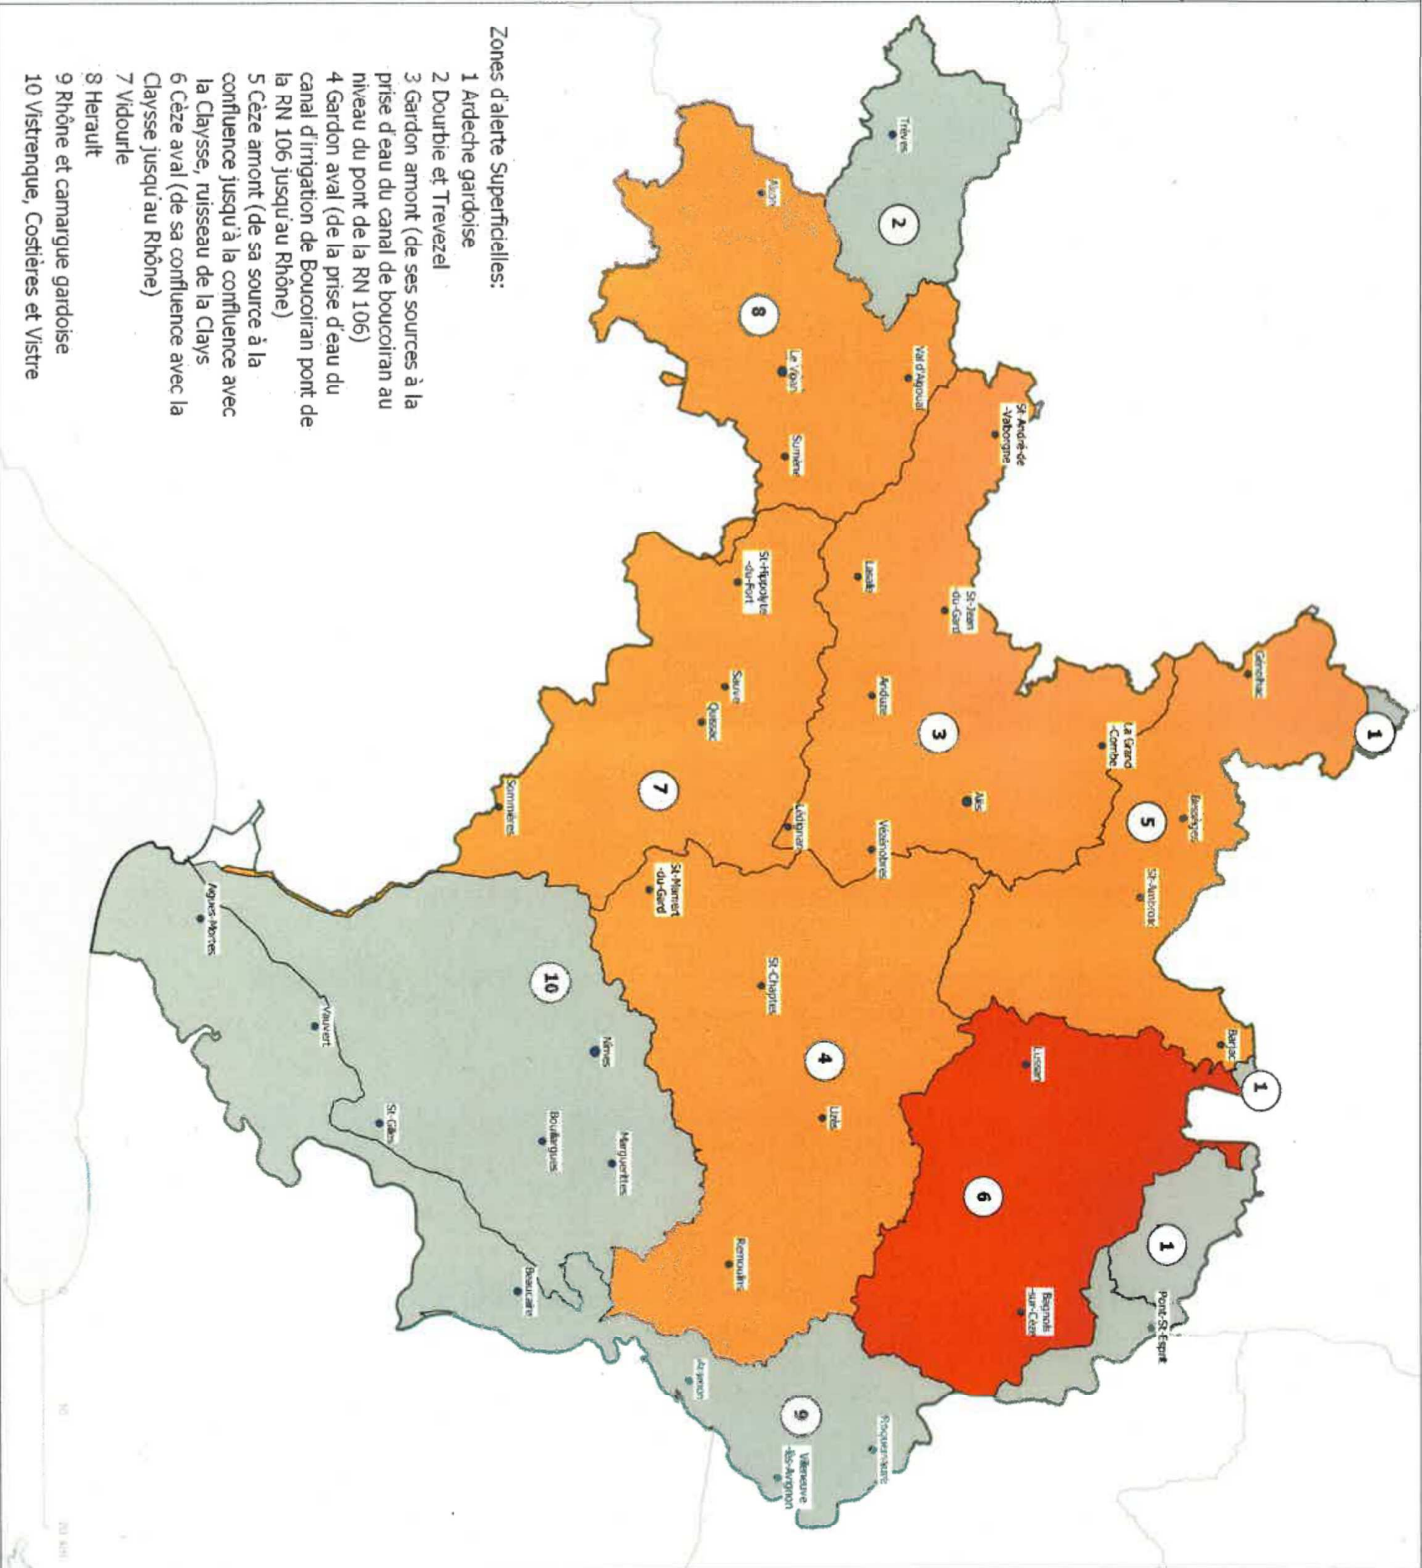 1
Génolhac
1
Barjac
1
Pont-St-Esprit
Bessèges
5
St-Ambroix
La Grand
-Combe
St-André-de
-Valborgne
Alès
Lussan
6
Bagnols
-sur-Cèze
St-Jean
-du-Gard
3
Trèves
2
Val d'Aigoual
Lasalle
Anduze
Vézénobres
Roquemaure
4
Uzès
9
Villeneuve
-lès-Avignon
Alzon
8
Le Vigan
Sumène
Lédignan
St-Chaptes
St-Hippolyte
-du-Fort
Sauve
Quissac
7
St-Mamert
-du-Gard
Remoulins
Aramon
Marguerittes
Nîmes
10
Bouillargues
Sommières
Beaucaire
St-Gilles
Vauvert
Aigues-Mortes
Zones d'alerte Superficielles:
1 Ardeche gardoise
2 Dourbie et Trevezel
3 Gardon amont (de ses sources à la
prise d'eau du canal de boucoiran au
niveau du pont de la RN 106)
4 Gardon aval (de la prise d'eau du
canal d'irrigation de Boucoiran pont de
la RN 106 jusqu'au Rhône)
5 Cèze amont (de sa source à la
confluence jusqu'à la confluence avec
la Claysse, ruisseau de la Clays
6 Cèze aval (de sa confluence avec la
Claysse jusqu'au Rhône)
7 Vidourle
8 Herault
9 Rhône et camargue gardoise
10 Vistrenque, Costières et Vistre
0
10
20 km